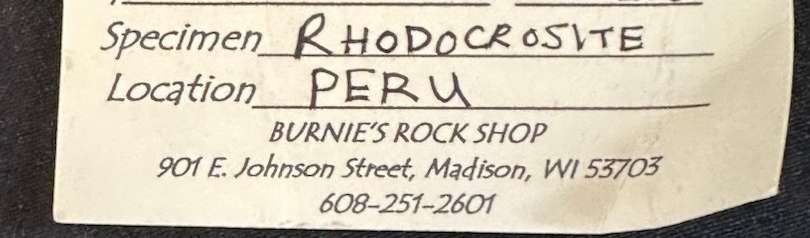 Specimen RHODOCROSITE
Location PERU
BURNIE'S ROCK SHOP
901 E. Johnson Street, Madison, WI 53703
608-251-2601